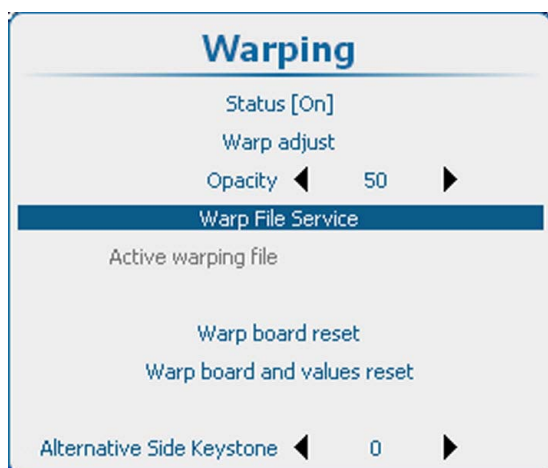 Warping
Status [On]
Warp adjust
Opacity 50
Warp File Service
Active warping file
Warp board reset
Warp board and values reset
Alternative Side Keystone 0